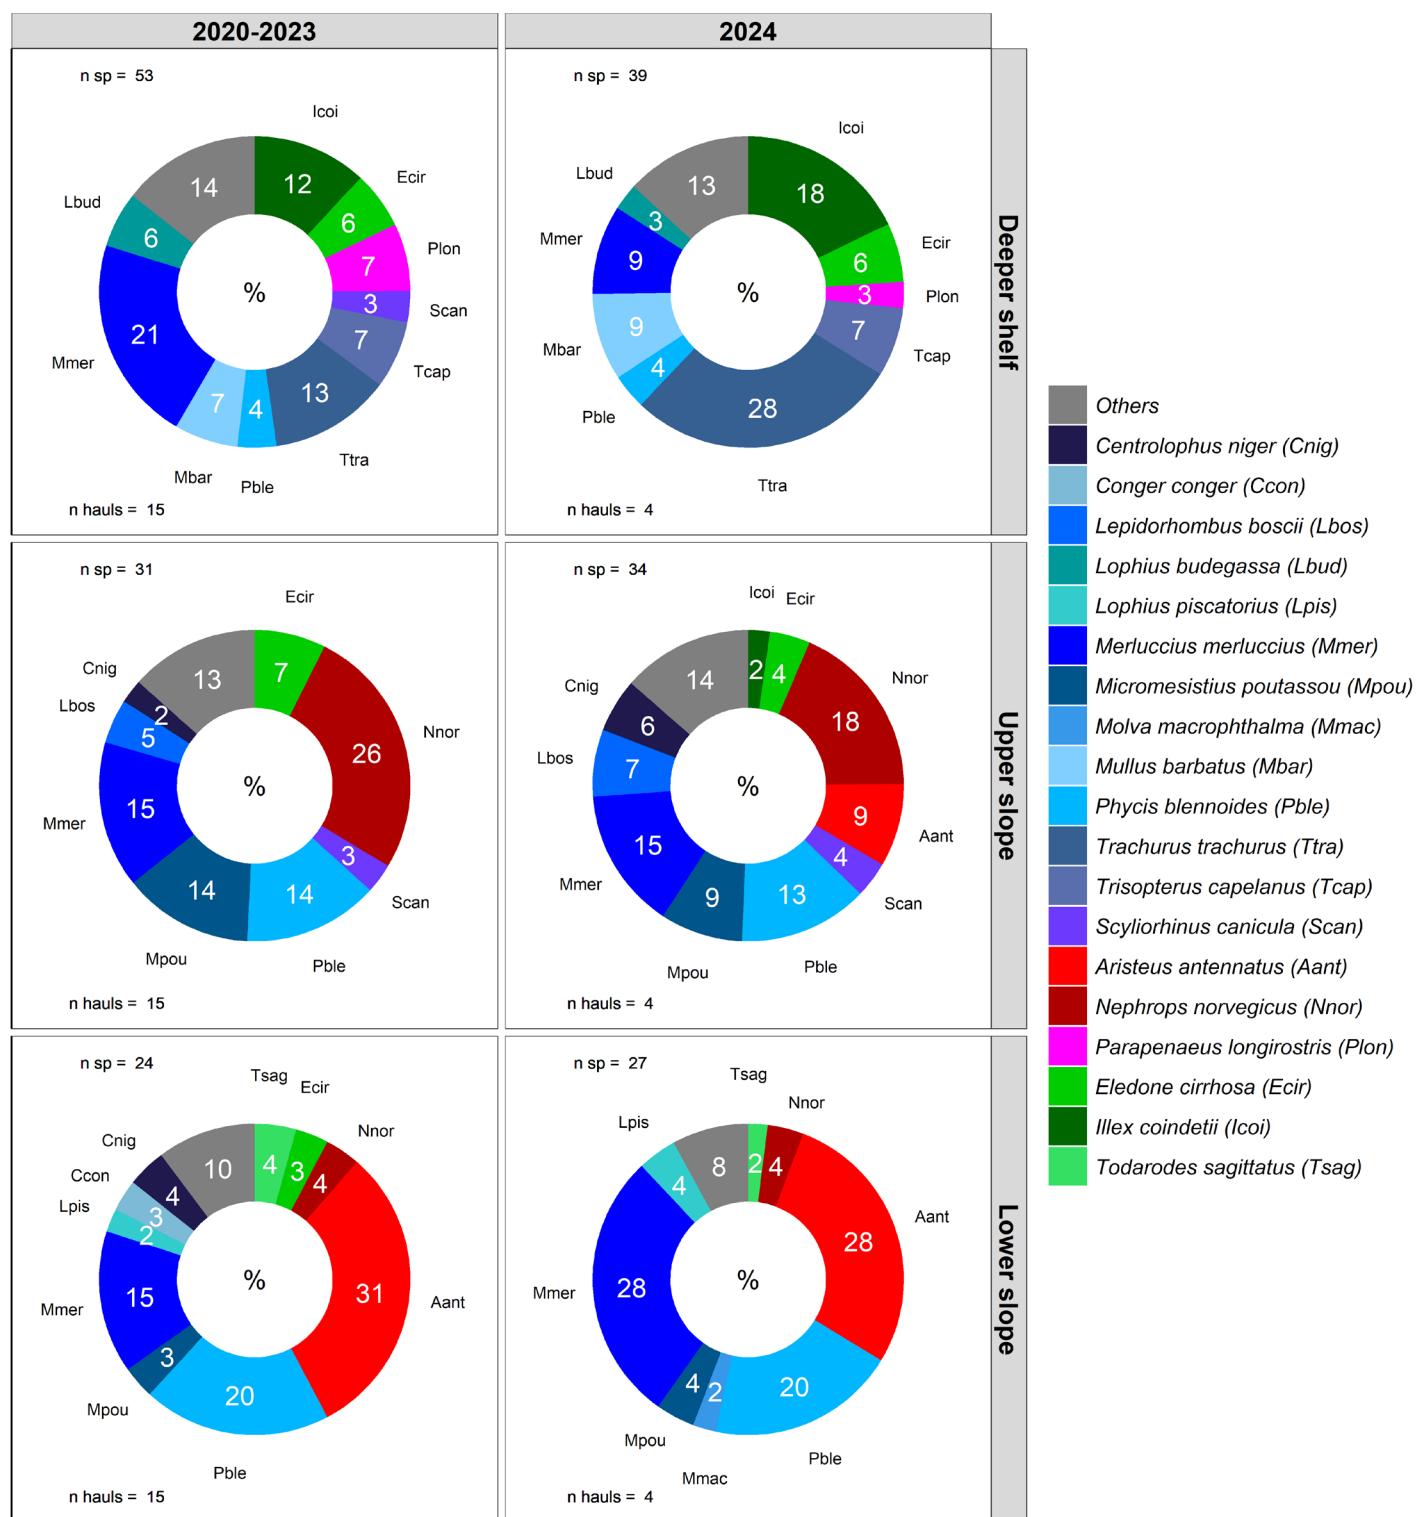 2020-2023
2024
n sp = 53
Icoi
Ecir
Plon
Scan
Tcap
Ttra
Pble
Mbar
Mmer
Lbud
12
6
7
3
7
13
4
7
21
6
14
%
n hauls = 15
n sp = 39
Icoi
Ecir
Plon
Tcap
Ttra
Pble
Mbar
Mmer
Lbud
18
6
3
7
28
4
9
9
3
13
%
n hauls = 4
Deeper shelf
n sp = 31
Ecir
Nnor
Scan
Pble
Mpou
Mmer
Lbos
Cnig
7
26
3
14
14
15
5
2
13
%
n hauls = 15
n sp = 34
Icoi
Ecir
Nnor
Aant
Scan
Pble
Mpou
Mmer
Lbos
Cnig
2
4
18
9
4
13
9
15
7
6
14
%
n hauls = 4
Upper slope
n sp = 24
Tsag
Ecir
Nnor
Aant
Pble
Mpou
Mmer
Lpis
Ccon
Cnig
4
3
4
31
20
3
15
2
3
4
10
%
n hauls = 15
n sp = 27
Tsag
Nnor
Aant
Pble
Mmac
Mpou
Mmer
Lpis
2
4
28
20
2
4
28
4
8
%
n hauls = 4
Lower slope
Others
Centrolophus niger (Cnig)
Conger conger (Ccon)
Lepidorhombus boscii (Lbos)
Lophius budegassa (Lbud)
Lophius piscatorius (Lpis)
Merluccius merluccius (Mmer)
Micromesistius poutassou (Mpou)
Molva macrophthalma (Mmac)
Mullus barbatus (Mbar)
Phycis blennoides (Pble)
Trachurus trachurus (Ttra)
Trisopterus capelanus (Tcap)
Scyliorhinus canicula (Scan)
Aristeus antennatus (Aant)
Nephrops norvegicus (Nnor)
Parapenaeus longirostris (Plon)
Eledone cirrhosa (Ecir)
Illex coindetii (Icoi)
Todarodes sagittatus (Tsag)